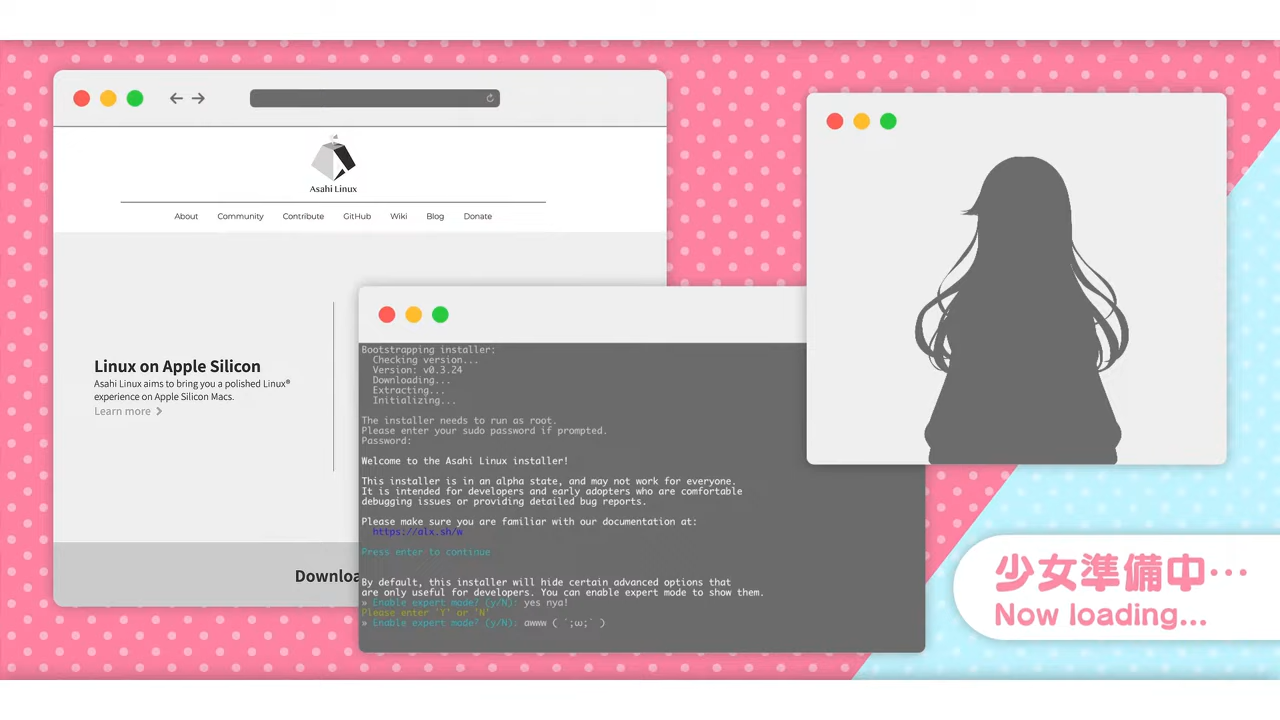 Asahi Linux
About Community Contribute GitHub Wiki Blog Donate
Linux on Apple Silicon
Asahi Linux aims to bring you a polished Linux®
experience on Apple Silicon Macs.
Learn more
Bootstrapping installer:
Checking version...
Version: v0.3.24
Downloading...
Extracting...
Initializing...
The installer needs to run as root.
Please enter your sudo password if prompted.
Password:
Welcome to the Asahi Linux installer!
This installer is in an alpha state, and may not work for everyone.
It is intended for developers and early adopters who are comfortable
debugging issues or providing detailed bug reports.
Please make sure you are familiar with our documentation at:
https://alx.sh/w
Press enter to continue
By default, this installer will hide certain advanced options that
are only useful for developers. You can enable expert mode to show them.
» Enable expert mode? (y/N): yes nya!
Please enter 'Y' or 'N'
» Enable expert mode? (y/N): awww ( ´;ω;` )
少女準備中…
Now loading...